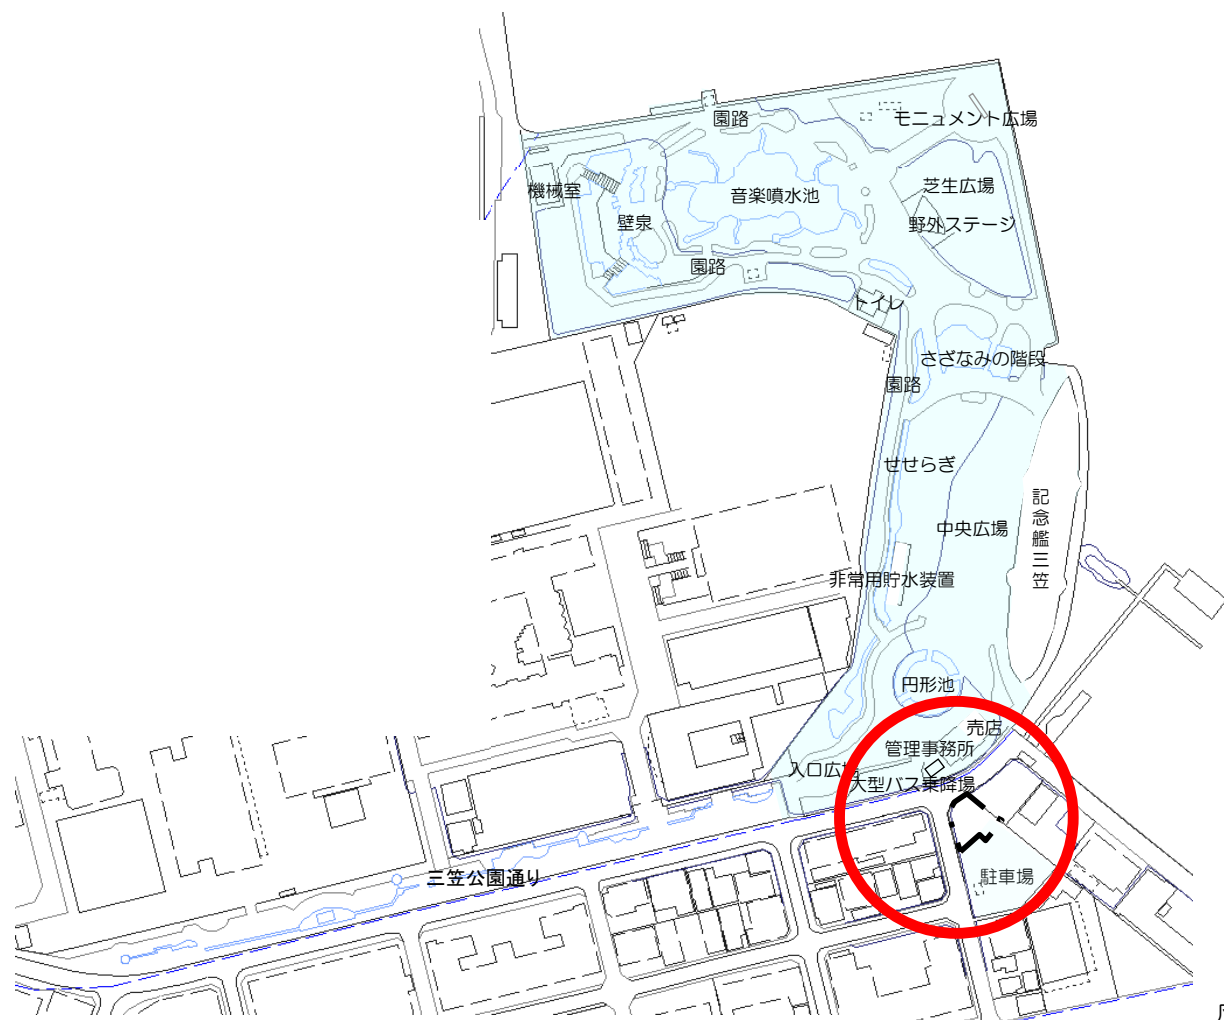 園路
モニュメント広場
機械室
芝生広場
音楽噴水池
壁泉
野外ステージ
園路
トイレ
さざなみの階段
園路
せせらぎ
記念艦三笠
中央広場
非常用貯水装置
円形池
売店
管理事務所
入口広場
大型バス乗降場
駐車場
三笠公園通り